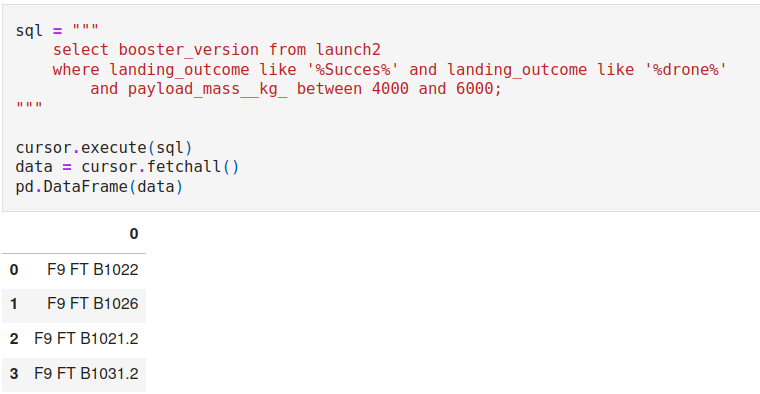 sql = """
    select booster_version from launch2
    where landing_outcome like '%Succes%' and landing_outcome like '%drone%'
        and payload_mass__kg_ between 4000 and 6000;
"""

cursor.execute(sql)
data = cursor.fetchall()
pd.DataFrame(data)
0
0 F9 FT B1022
1 F9 FT B1026
2 F9 FT B1021.2
3 F9 FT B1031.2